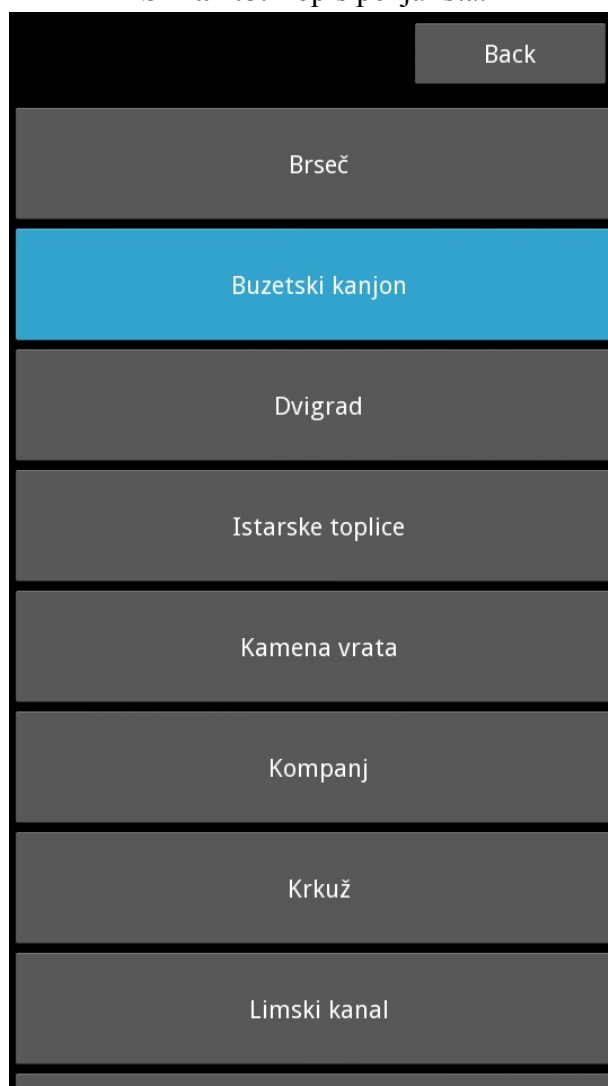 Back
Brseč
Buzetski kanjon
Dvigrad
Istarske toplice
Kamena vrata
Kompanj
Krkuž
Limski kanal